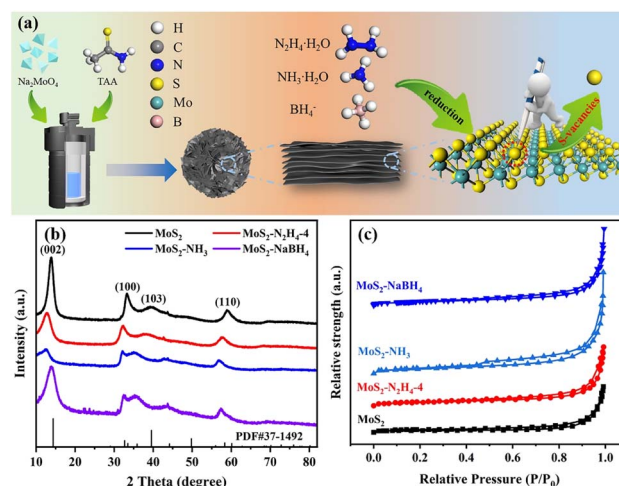 (a)
Na₂MoO₄
TAA
H
C
N
S
Mo
B
N₂H₄·H₂O
NH₃·H₂O
BH₄⁻
reduction
S-vacancies
(b)
MoS₂
MoS₂-N₂H₄-4
MoS₂-NH₃
MoS₂-NaBH₄
(002)
(100)
(103)
(110)
Intensity (a.u.)
PDF#37-1492
10 20 30 40 50 60 70 80
2 Theta (degree)
(c)
MoS₂-NaBH₄
MoS₂-NH₃
MoS₂-N₂H₄-4
MoS₂
Relative strength (a.u.)
0.0 0.2 0.4 0.6 0.8 1.0
Relative Pressure (P/P₀)